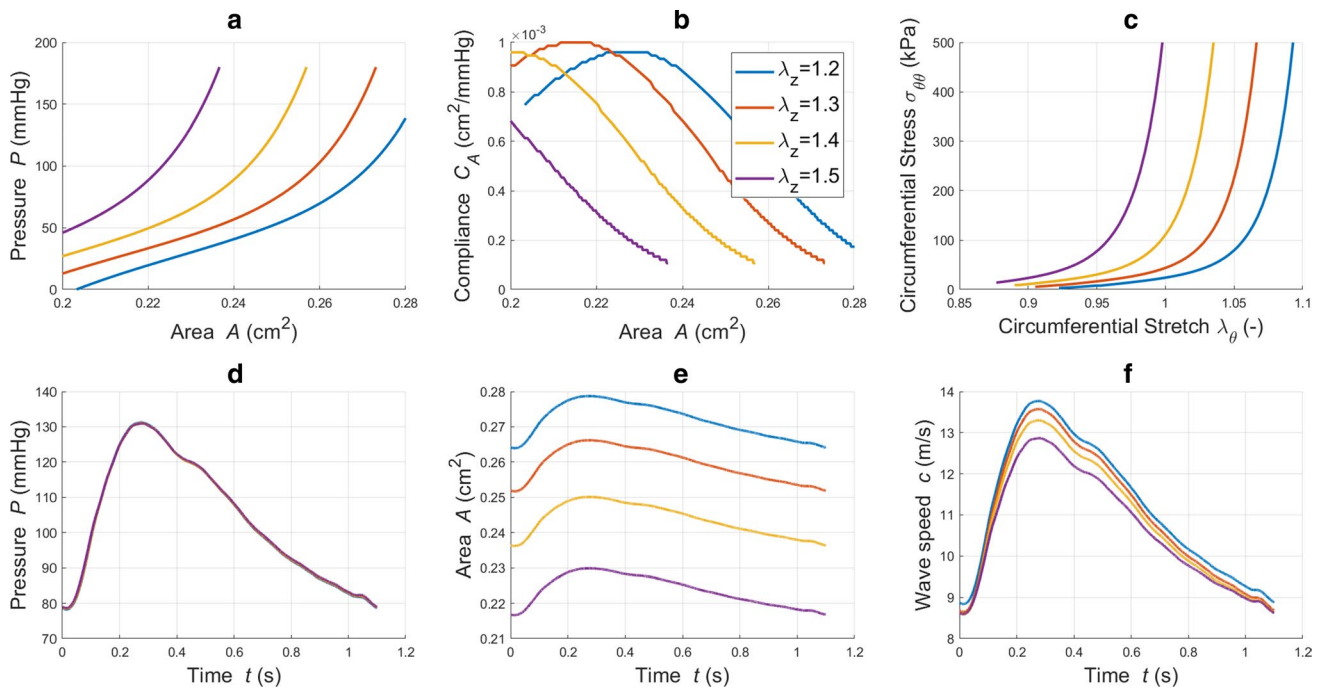 a
200
150
100
50
0
0.2 0.22 0.24 0.26 0.28
Pressure P (mmHg)
Area A (cm²)
b
×10⁻³
1
0.8
0.6
0.4
0.2
0
0.2 0.22 0.24 0.26 0.28
Compliance C_A (cm²/mmHg)
Area A (cm²)
λ_z=1.2
λ_z=1.3
λ_z=1.4
λ_z=1.5
c
500
400
300
200
100
0
0.85 0.9 0.95 1 1.05 1.1
Circumferential Stress σ_θθ (kPa)
Circumferential Stretch λ_θ (-)
d
140
130
120
110
100
90
80
70
0 0.2 0.4 0.6 0.8 1 1.2
Pressure P (mmHg)
Time t (s)
e
0.28
0.27
0.26
0.25
0.24
0.23
0.22
0.21
0 0.2 0.4 0.6 0.8 1 1.2
Area A (cm²)
Time t (s)
f
14
13
12
11
10
9
8
0 0.2 0.4 0.6 0.8 1 1.2
Wave speed c (m/s)
Time t (s)